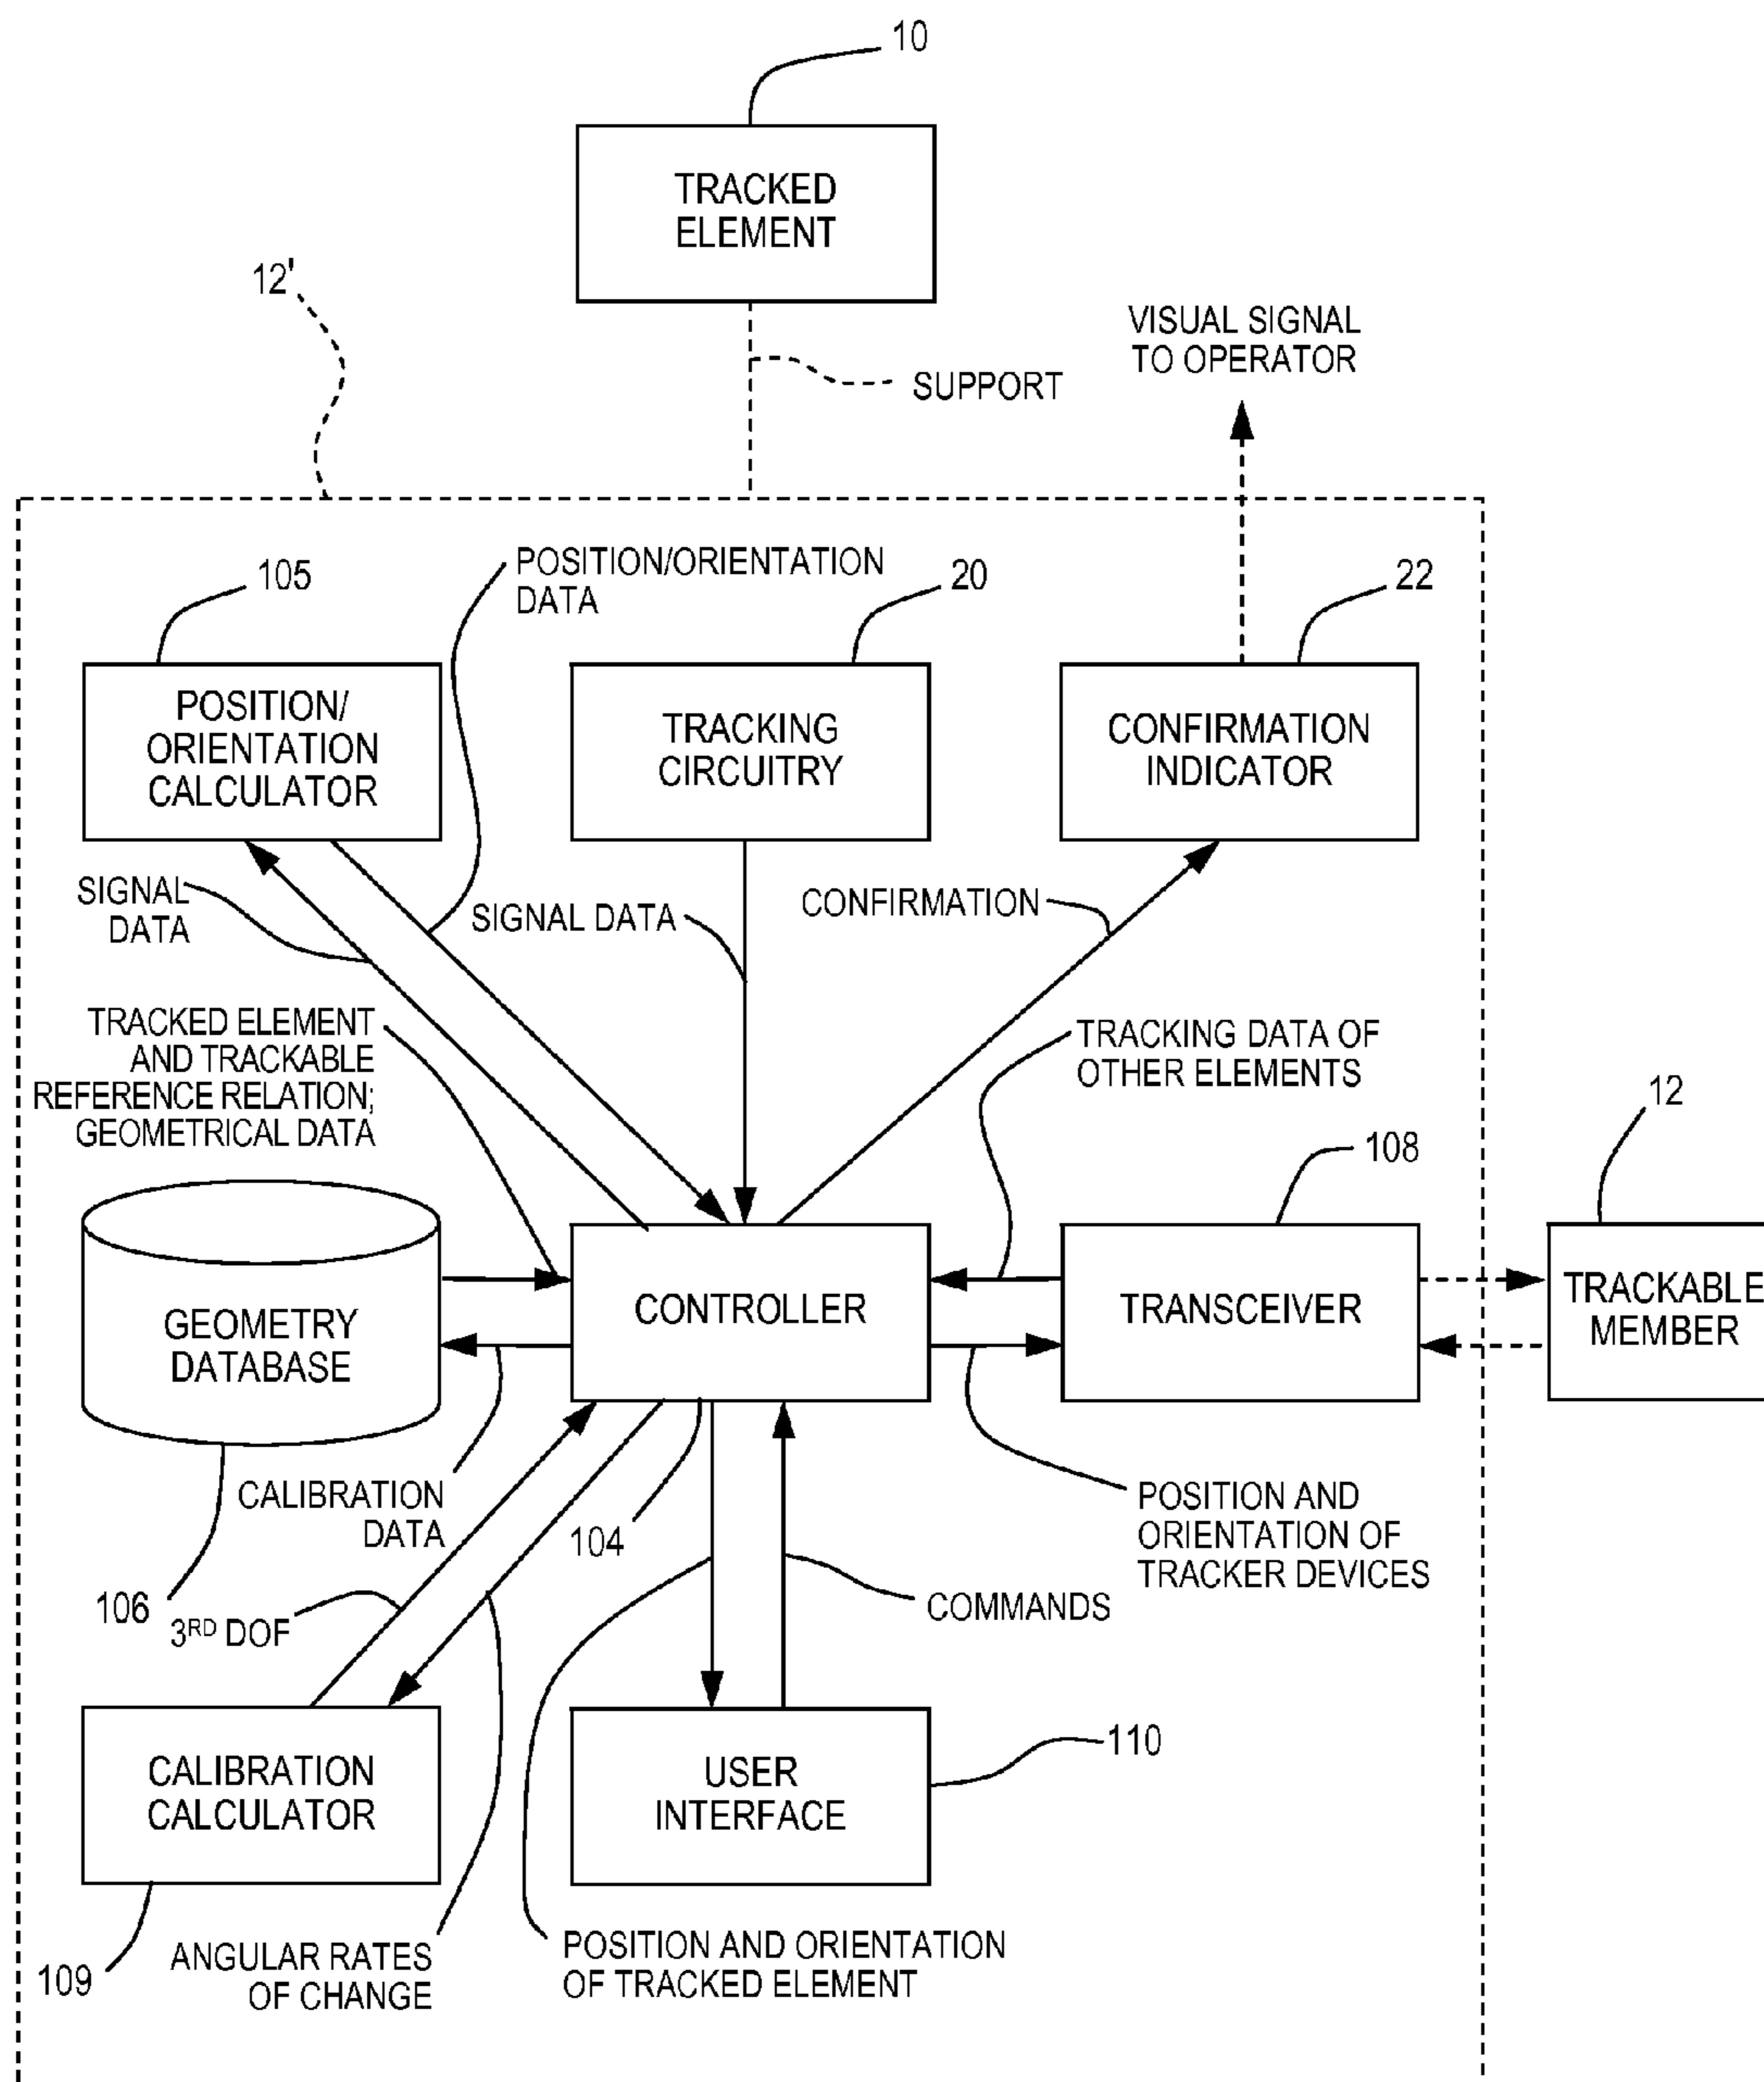 10
TRACKED
ELEMENT
12'
VISUAL SIGNAL
TO OPERATOR
SUPPORT
105
POSITION/ORIENTATION
DATA
20
22
POSITION/
ORIENTATION
CALCULATOR
TRACKING
CIRCUITRY
CONFIRMATION
INDICATOR
SIGNAL
DATA
SIGNAL DATA
CONFIRMATION
TRACKED ELEMENT
AND TRACKABLE
REFERENCE RELATION;
GEOMETRICAL DATA
TRACKING DATA OF
OTHER ELEMENTS
12
108
GEOMETRY
DATABASE
CONTROLLER
TRANSCEIVER
TRACKABLE
MEMBER
CALIBRATION
DATA
104
POSITION AND
ORIENTATION OF
TRACKER DEVICES
106
3RD DOF
COMMANDS
CALIBRATION
CALCULATOR
USER
INTERFACE
110
109
ANGULAR RATES
OF CHANGE
POSITION AND ORIENTATION
OF TRACKED ELEMENT